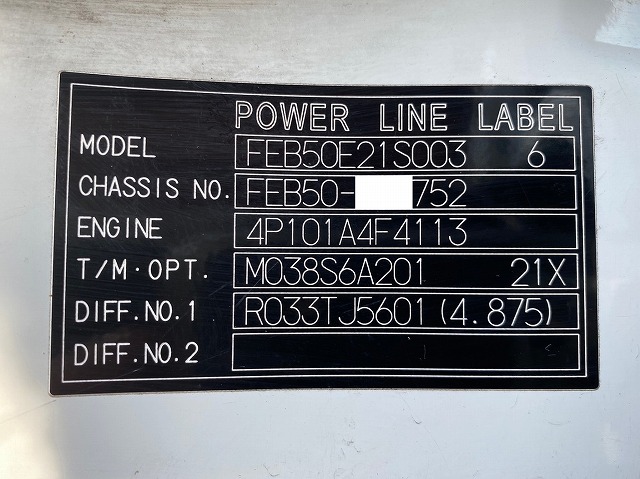 POWER LINE LABEL
MODEL FEB50E21S003 6
CHASSIS NO. FEB50- 752
ENGINE 4P101A4F4113
T/M·OPT. M038S6A201 21X
DIFF.NO.1 R033TJ5601 (4.875)
DIFF.NO.2